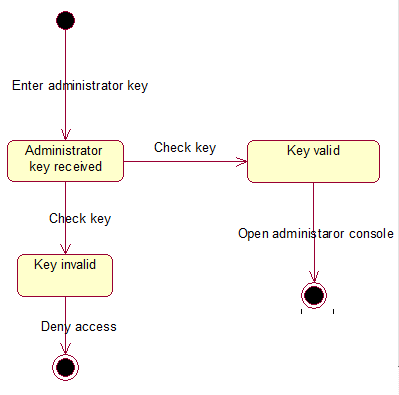 Enter administrator key
Administrator
key received
Check key
Key valid
Check key
Open administaror console
Key invalid
Deny access